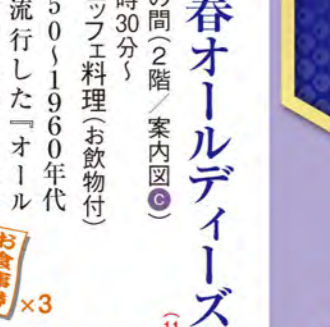 春オールディーズ
の間(2階/案内図C)
時30分~
ッフェ料理(お飲物付)
50~1960年代
流行した『オール
お食事券
×3